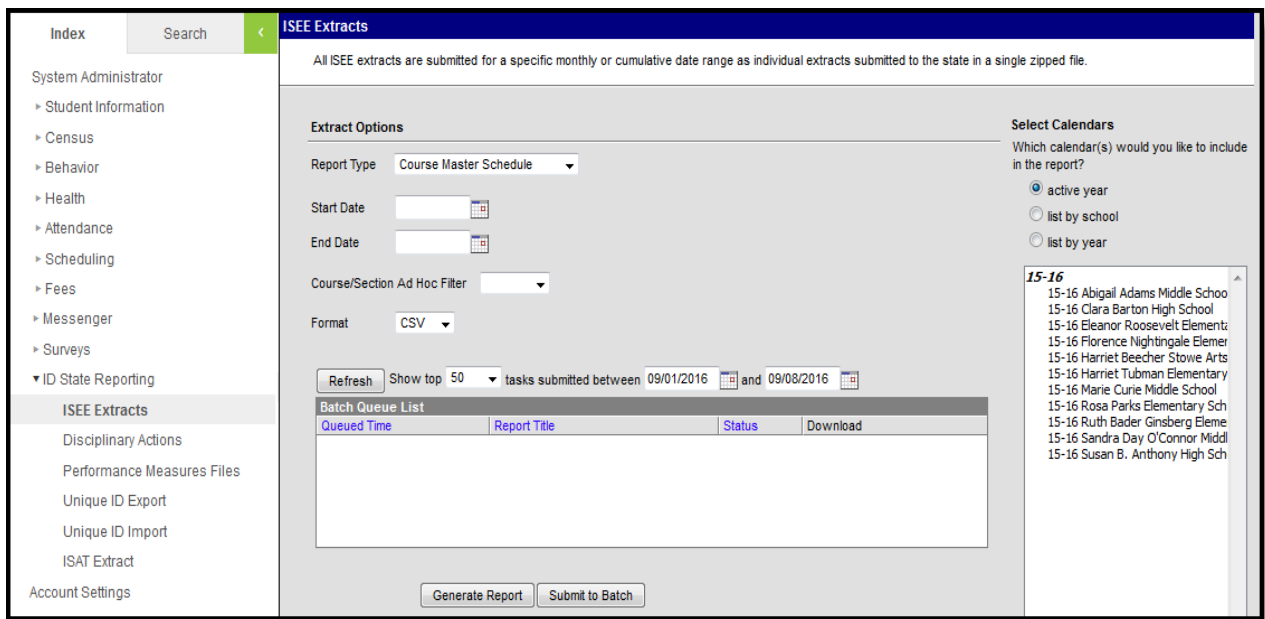 Index
Search
System Administrator
Student Information
Census
Behavior
Health
Attendance
Scheduling
Fees
Messenger
Surveys
ID State Reporting
ISEE Extracts
Disciplinary Actions
Performance Measures Files
Unique ID Export
Unique ID Import
ISAT Extract
Account Settings
ISEE Extracts
All ISEE extracts are submitted for a specific monthly or cumulative date range as individual extracts submitted to the state in a single zipped file.
Extract Options
Report Type Course Master Schedule
Start Date
End Date
Course/Section Ad Hoc Filter
Format CSV
Refresh Show top 50 tasks submitted between 09/01/2016 and 09/08/2016
Batch Queue List
Queued Time Report Title Status Download
Generate Report Submit to Batch
Select Calendars
Which calendar(s) would you like to include
in the report?
active year
list by school
list by year
15-16
15-16 Abigail Adams Middle Schoo
15-16 Clara Barton High School
15-16 Eleanor Roosevelt Elementa
15-16 Florence Nightingale Elemer
15-16 Harriet Beecher Stowe Arts
15-16 Harriet Tubman Elementary
15-16 Marie Curie Middle School
15-16 Rosa Parks Elementary Sch
15-16 Ruth Bader Ginsberg Eleme
15-16 Sandra Day O'Connor Middl
15-16 Susan B. Anthony High Sch